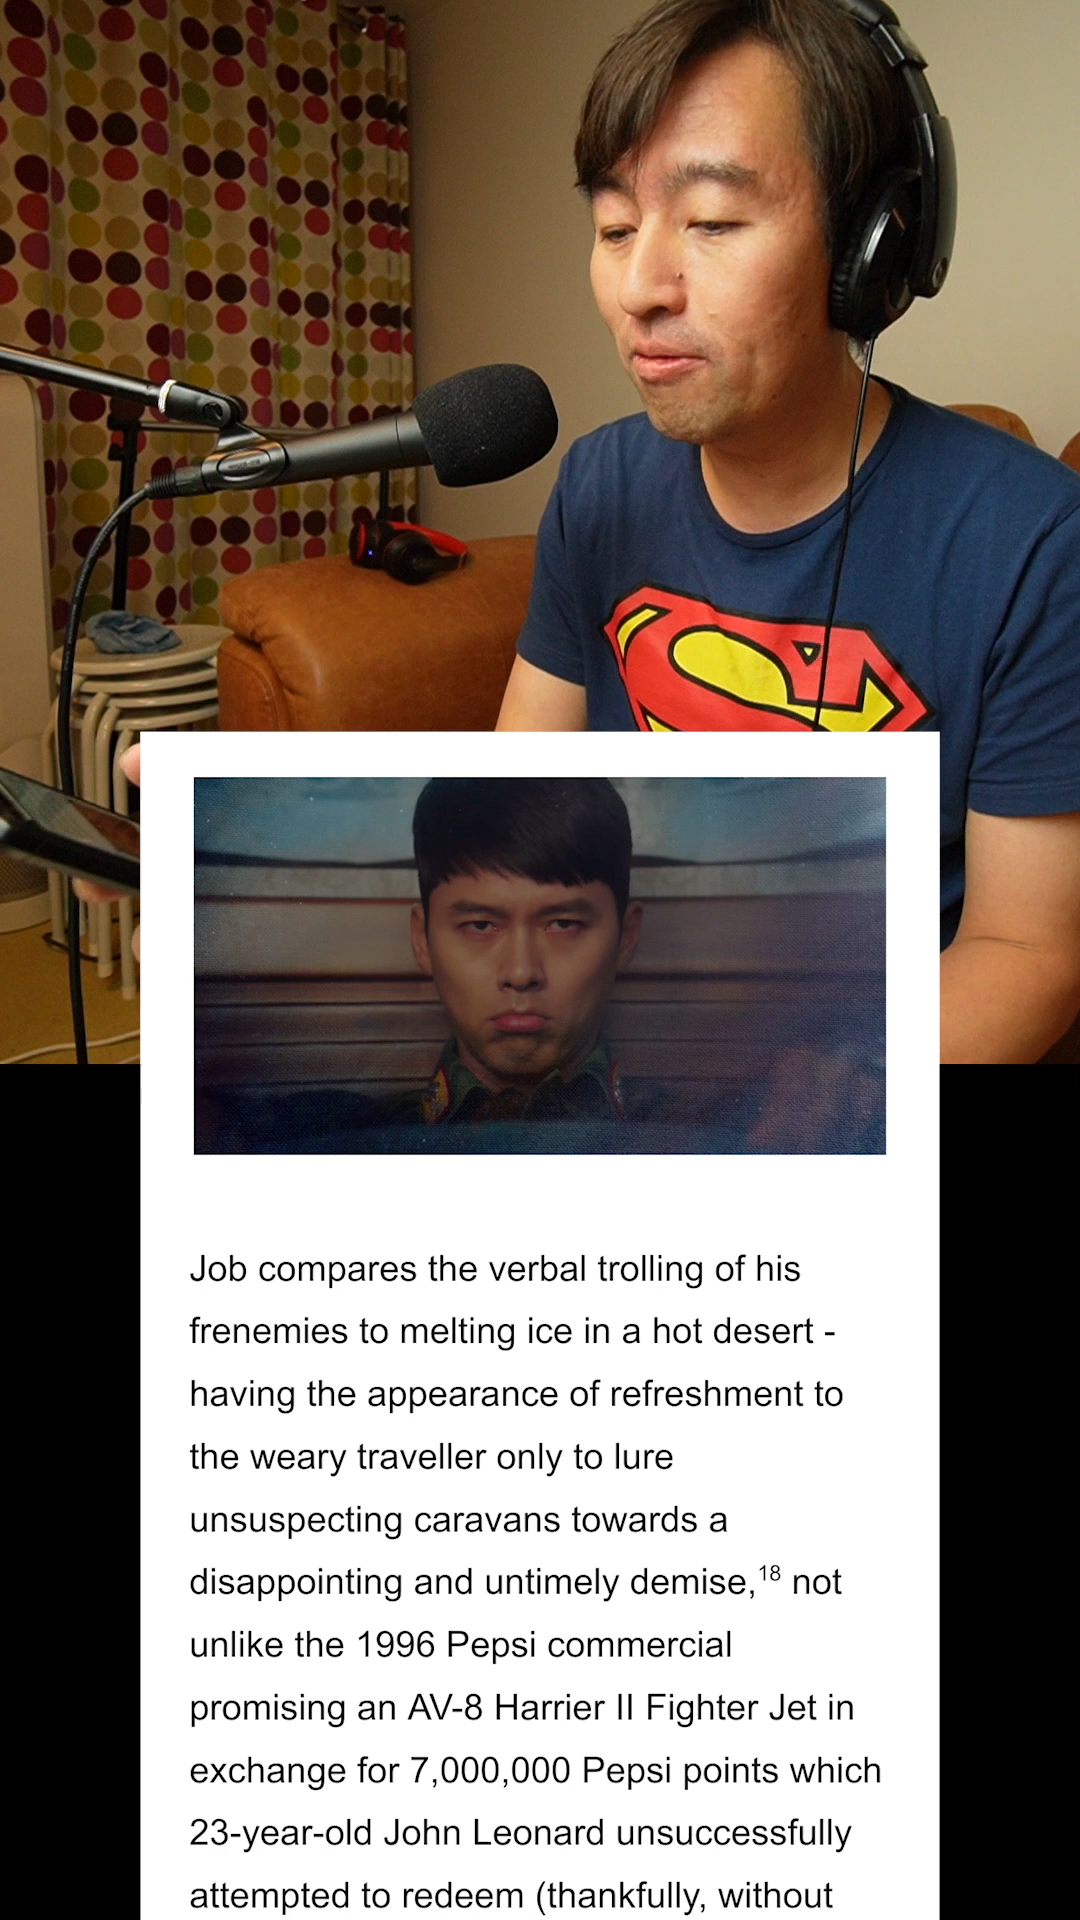 Job compares the verbal trolling of his
frenemies to melting ice in a hot desert -
having the appearance of refreshment to
the weary traveller only to lure
unsuspecting caravans towards a
disappointing and untimely demise,18 not
unlike the 1996 Pepsi commercial
promising an AV-8 Harrier II Fighter Jet in
exchange for 7,000,000 Pepsi points which
23-year-old John Leonard unsuccessfully
attempted to redeem (thankfully, without